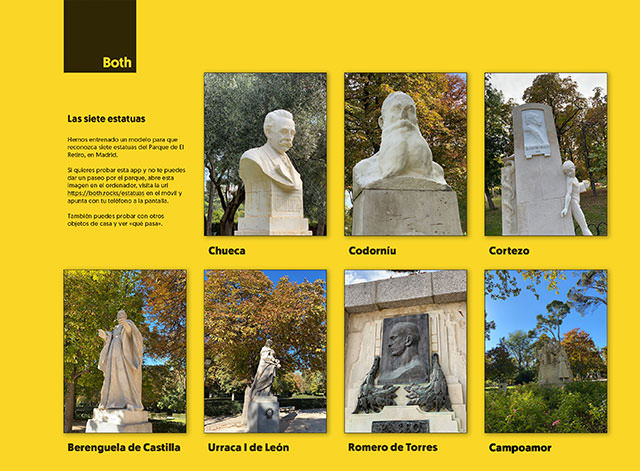 Both
Las siete estatuas
Hemos entrenado un modelo para que
reconozca siete estatuas del Parque de El
Retiro, en Madrid.
Si quieres probar esta app y no te puedes
dar un paseo por el parque, abre esta
imagen en el ordenador, visita la url
https://both.rocks/estatuas en el móvil y
apunta con tu teléfono a la pantalla.
También puedes probar con otros
objetos de casa y ver «qué pasa».
Chueca
Codorníu
Cortezo
Berenguela de Castilla
Urraca I de León
Romero de Torres
Campoamor